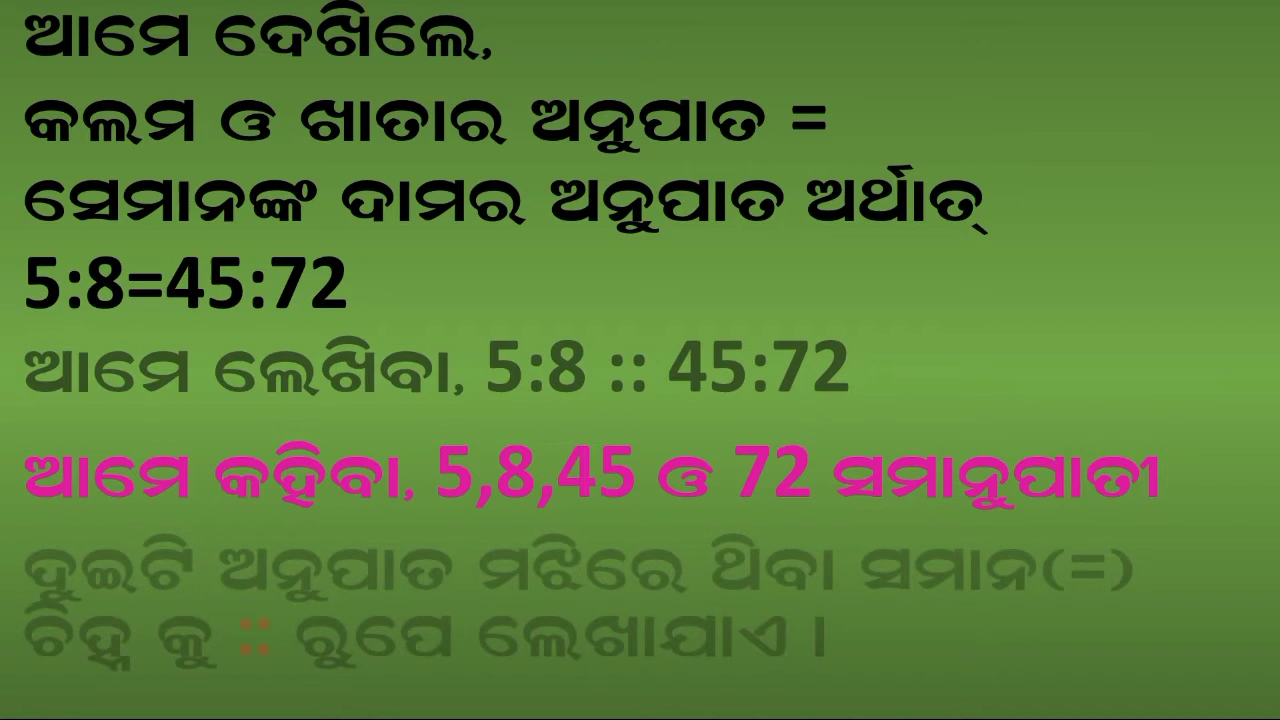 ଆମେ ଦେଖିଲେ,
କଲମ ଓ ଖାତାର ଅନୁପାତ =
ସେମାନଙ୍କ ଦାମର ଅନୁପାତ ଅର୍ଥାତ୍
5:8=45:72
ଆମେ ଲେଖିବା, 5:8 :: 45:72
ଆମେ କହିବା, 5,8,45 ଓ 72 ସମାନୁପାତୀ
ଦୁଇଟି ଅନୁପାତ ମଝିରେ ଥିବା ସମାନ(=)
ଚିହ୍ନ କୁ :: ରୁପେ ଲେଖାଯାଏ ।